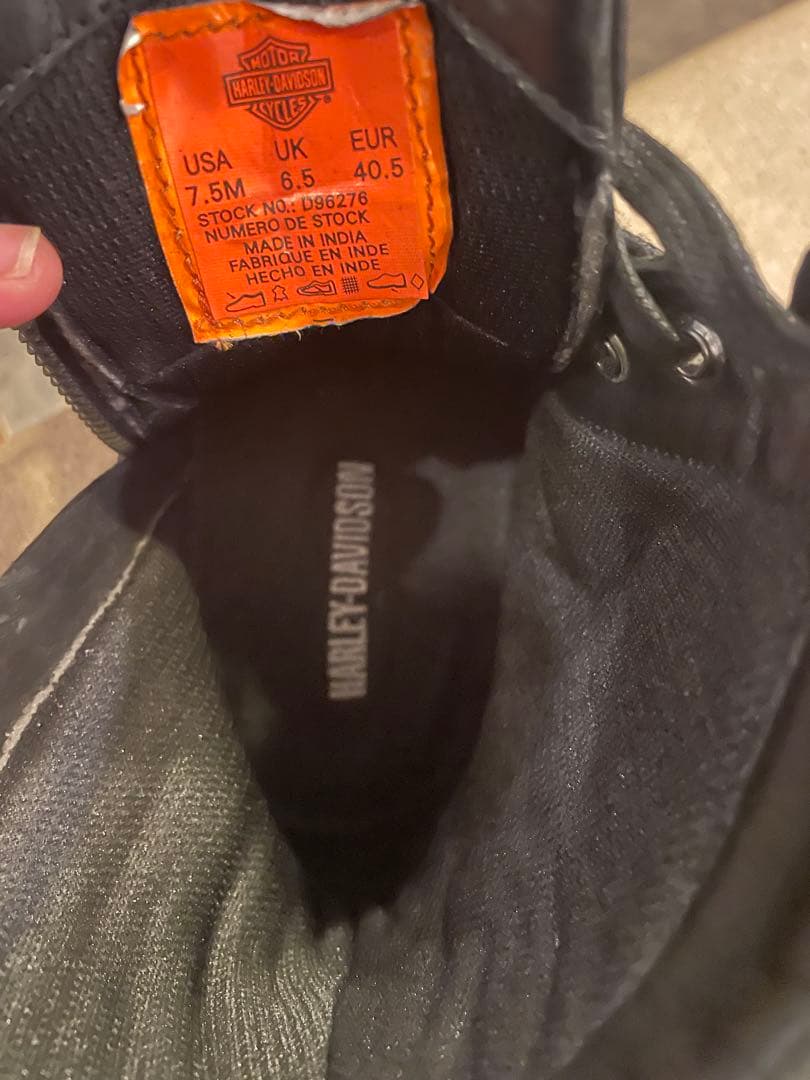 MOTOR
HARLEY-DAVIDSON
CYCLES
®
USA UK EUR
7.5M 6.5 40.5
STOCK NO.: D96276
NUMERO DE STOCK
MADE IN INDIA
FABRIQUE EN INDE
HECHO EN INDE
HARLEY-DAVIDSON